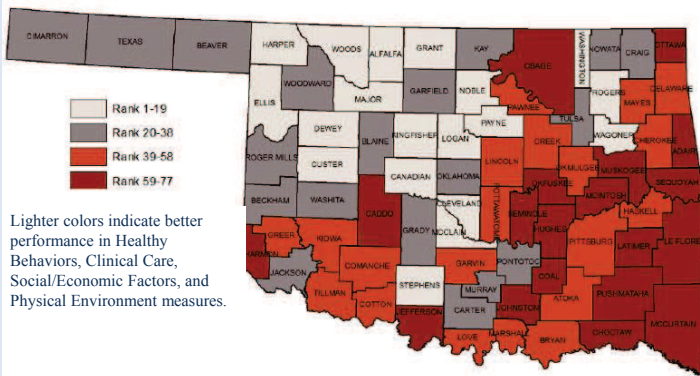 CIMARRON
TEXAS
BEAVER
HARPER
WOODS
ALFALFA
GRANT
KAY
OSAGE
WASHINGTON
NOWATA
CRAIG
OTTAWA
ELLIS
WOODWARD
MAJOR
GARFIELD
NOBLE
PAWNEE
ROGERS
MAYES
DELAWARE
Rank 1-19
Rank 20-38
Rank 39-58
Rank 59-77
DEWEY
BLAINE
KINGFISHER
LOGAN
PAYNE
CREEK
TULSA
WAGONER
CHEROKEE
ADAIR
ROGER MILLS
CUSTER
CANADIAN
OKLAHOMA
LINCOLN
OKFUSKEE
OKMULGEE
MUSKOGEE
SEQUOYAH
BECKHAM
WASHITA
CADDO
GRADY
CLEVELAND
MCCLAIN
POTTAWATOMIE
SEMINOLE
HUGHES
MCINTOSH
HASKELL
Lighter colors indicate better
performance in Healthy
Behaviors, Clinical Care,
Social/Economic Factors, and
Physical Environment measures.
GREER
KIOWA
HARMON
JACKSON
COMANCHE
TILLMAN
COTTON
STEPHENS
JEFFERSON
GARVIN
MURRAY
CARTER
LOVE
PONTOTOC
JOHNSTON
MARSHALL
COAL
PITTSBURG
LATIMER
LE FLORE
ATOKA
PUSHMATAHA
BRYAN
CHOCTAW
MCCURTAIN